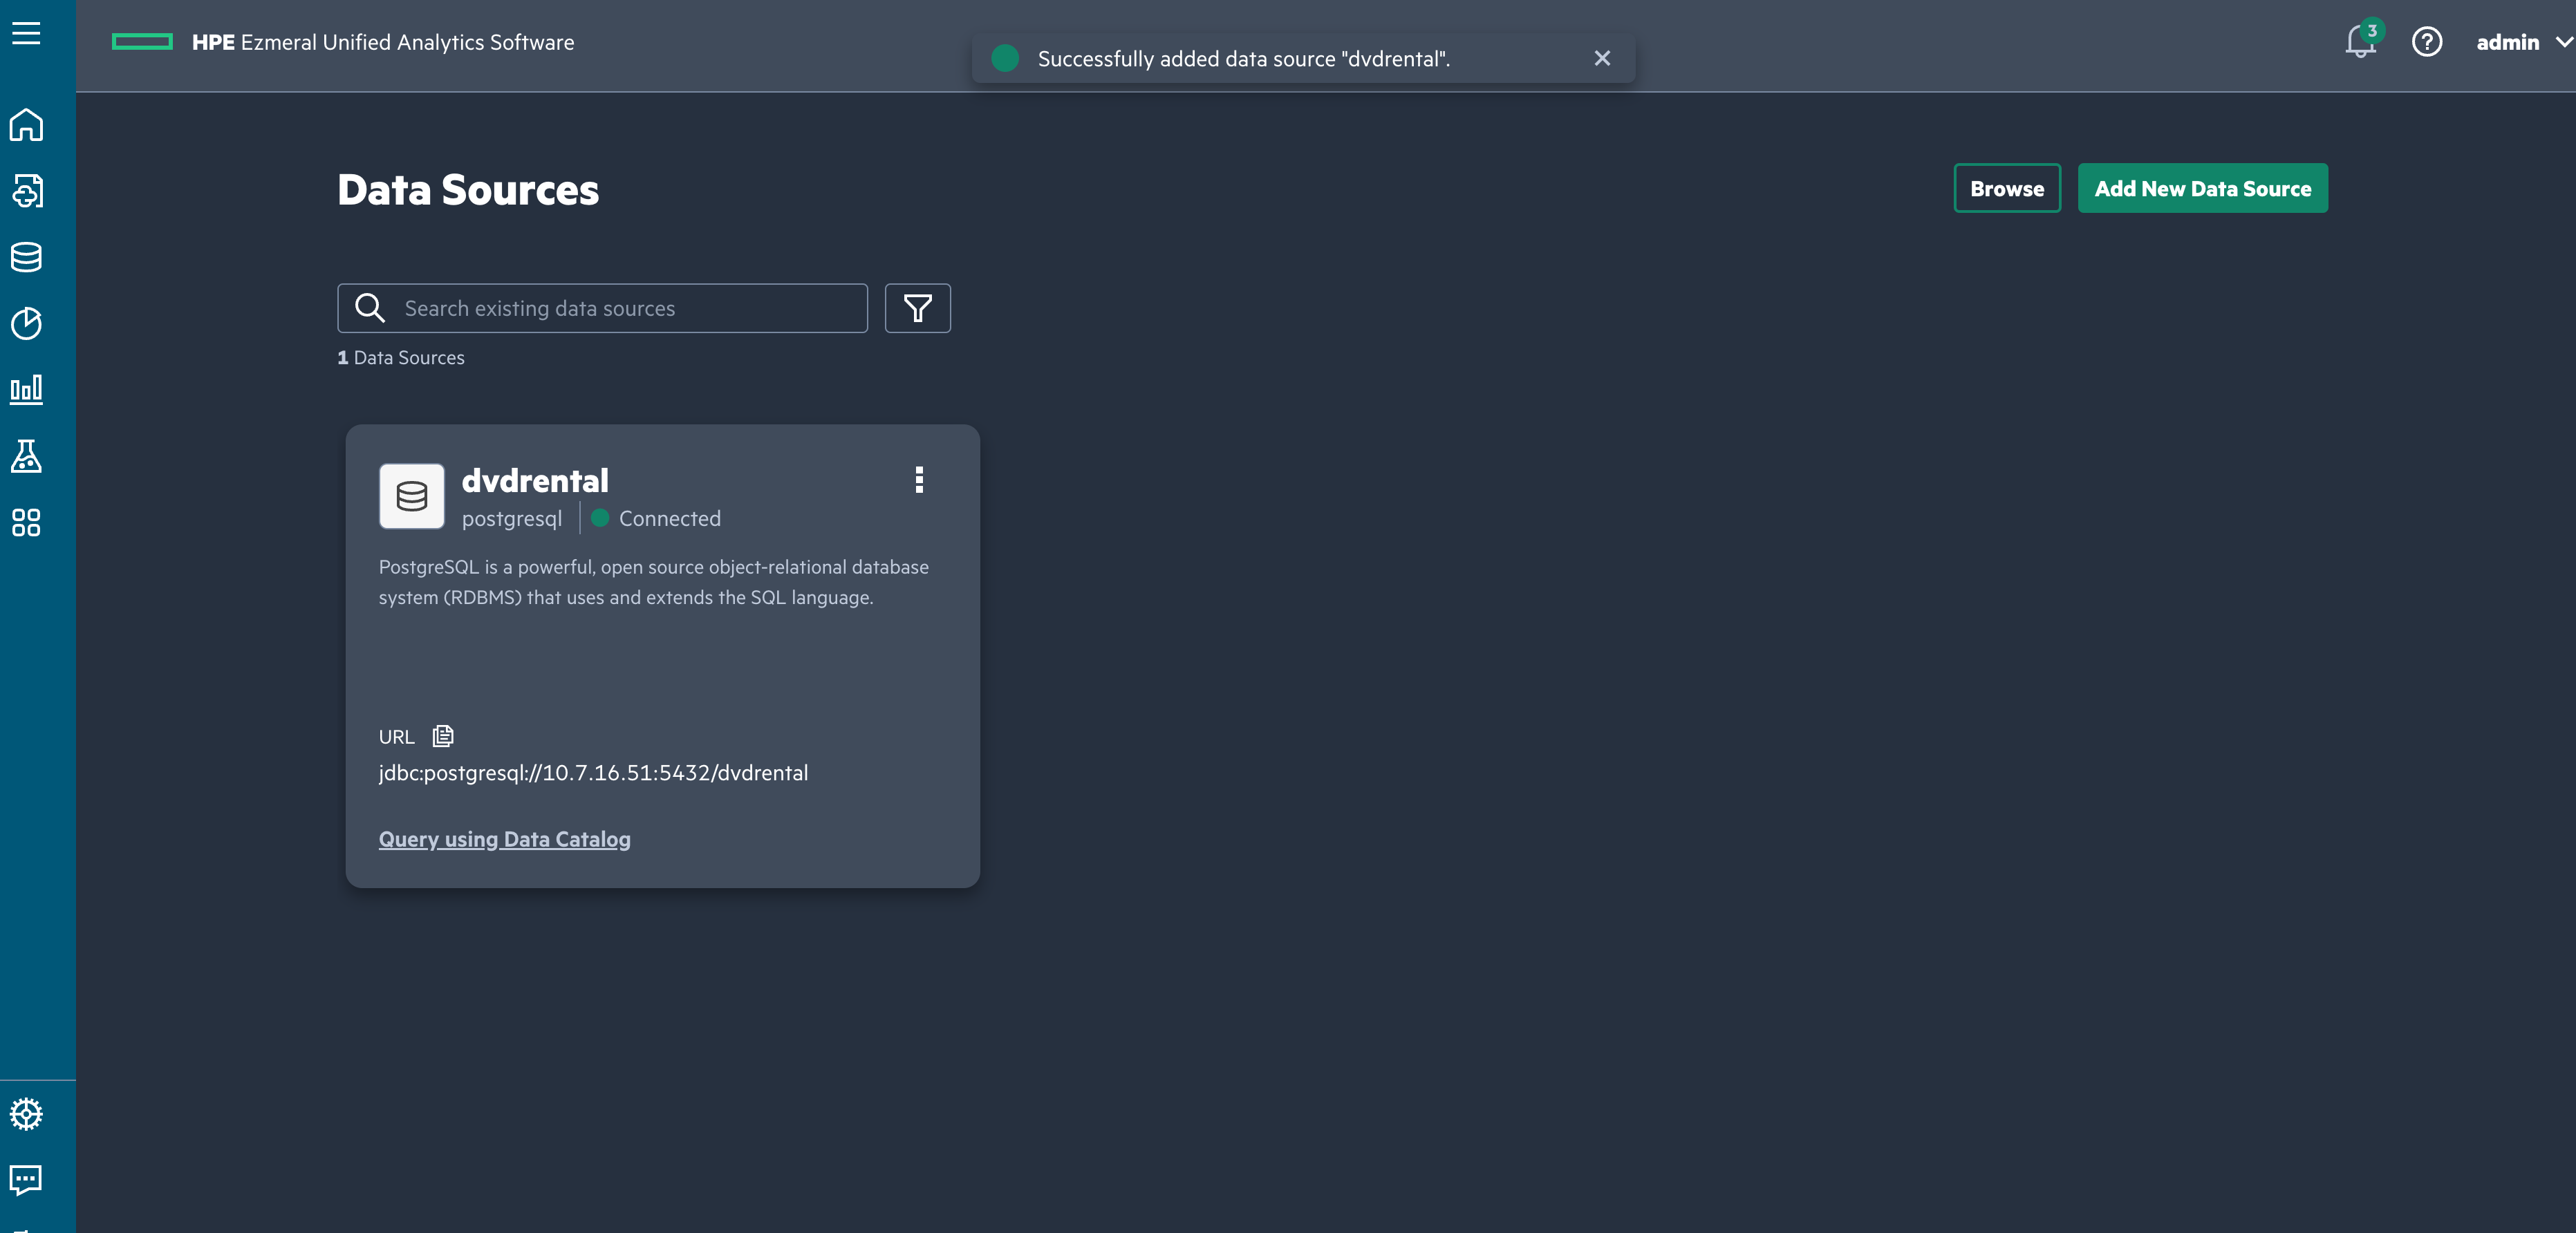 HPE Ezmeral Unified Analytics Software
Successfully added data source "dvdrental".
3
admin
Data Sources
Browse
Add New Data Source
Search existing data sources
1 Data Sources
dvdrental
postgresql
Connected
PostgreSQL is a powerful, open source object-relational database
system (RDBMS) that uses and extends the SQL language.
URL
jdbc:postgresql://10.7.16.51:5432/dvdrental
Query using Data Catalog